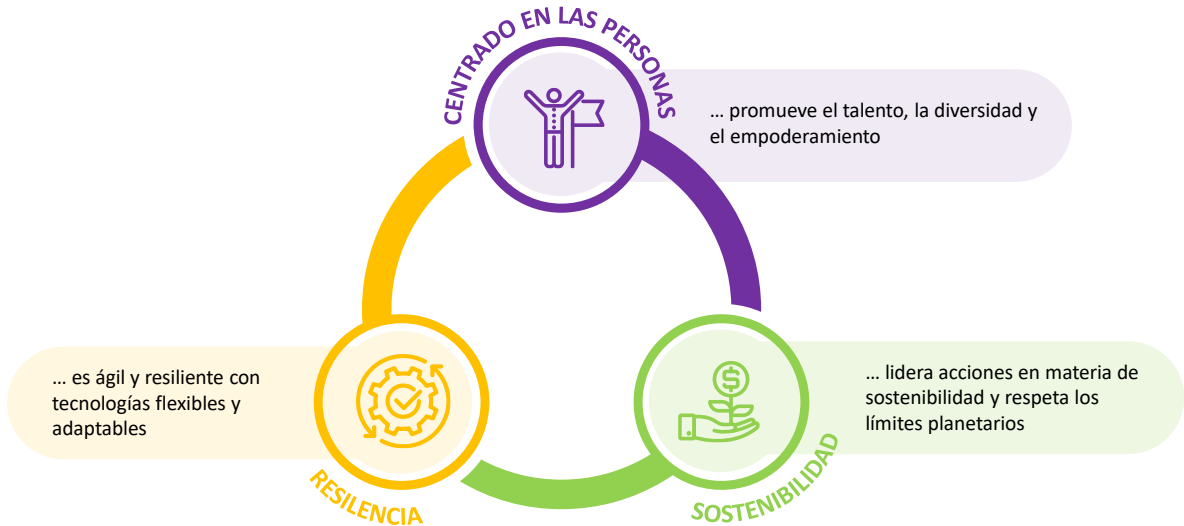 CENTRADO EN LAS PERSONAS
... promueve el talento, la diversidad y
el empoderamiento
... es ágil y resiliente con
tecnologías flexibles y
adaptables
RESILENCIA
... lidera acciones en materia de
sostenibilidad y respeta los
límites planetarios
SOSTENIBILIDAD
$